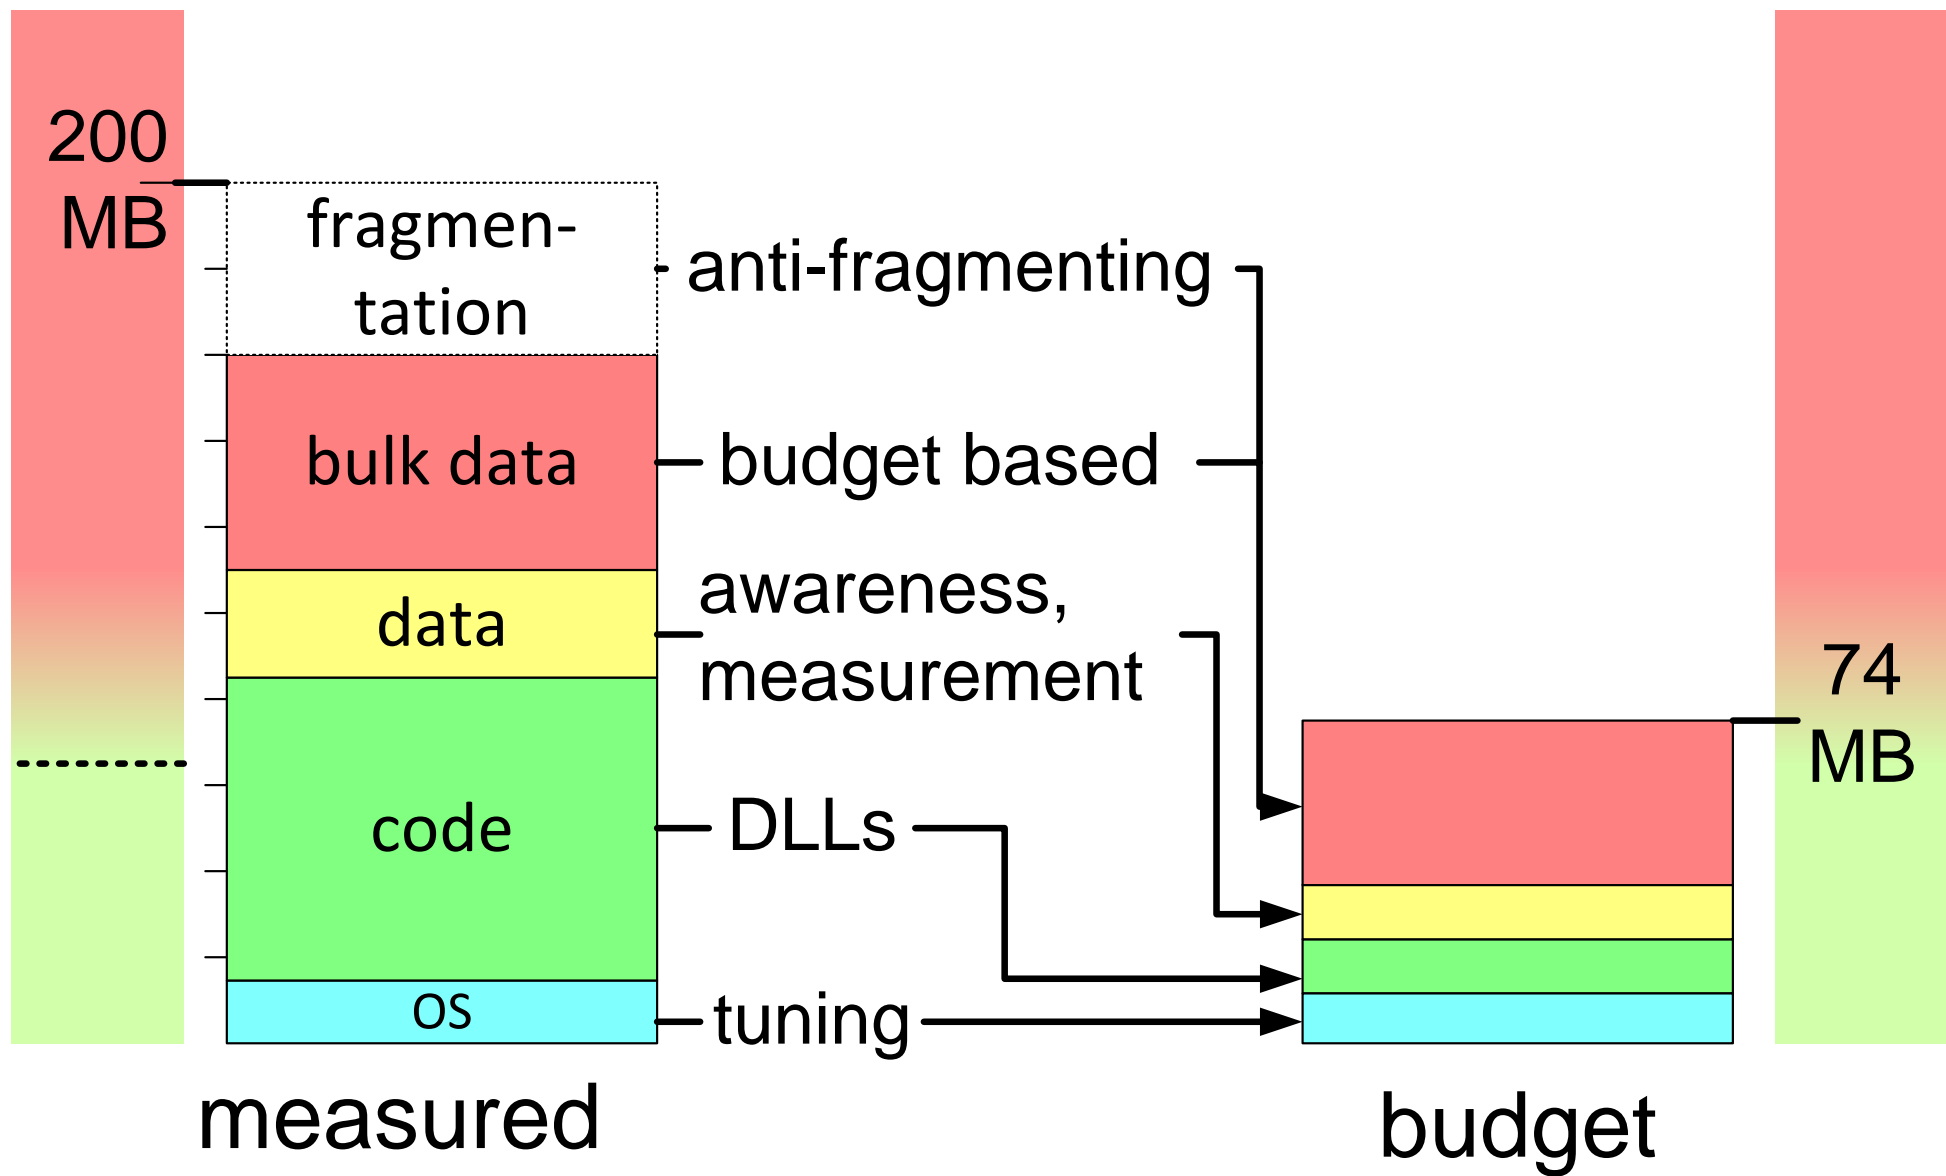 200
MB
fragmen-
tation
anti-fragmenting
bulk data
budget based
data
awareness,
measurement
74
MB
code
DLLs
OS
tuning
measured
budget